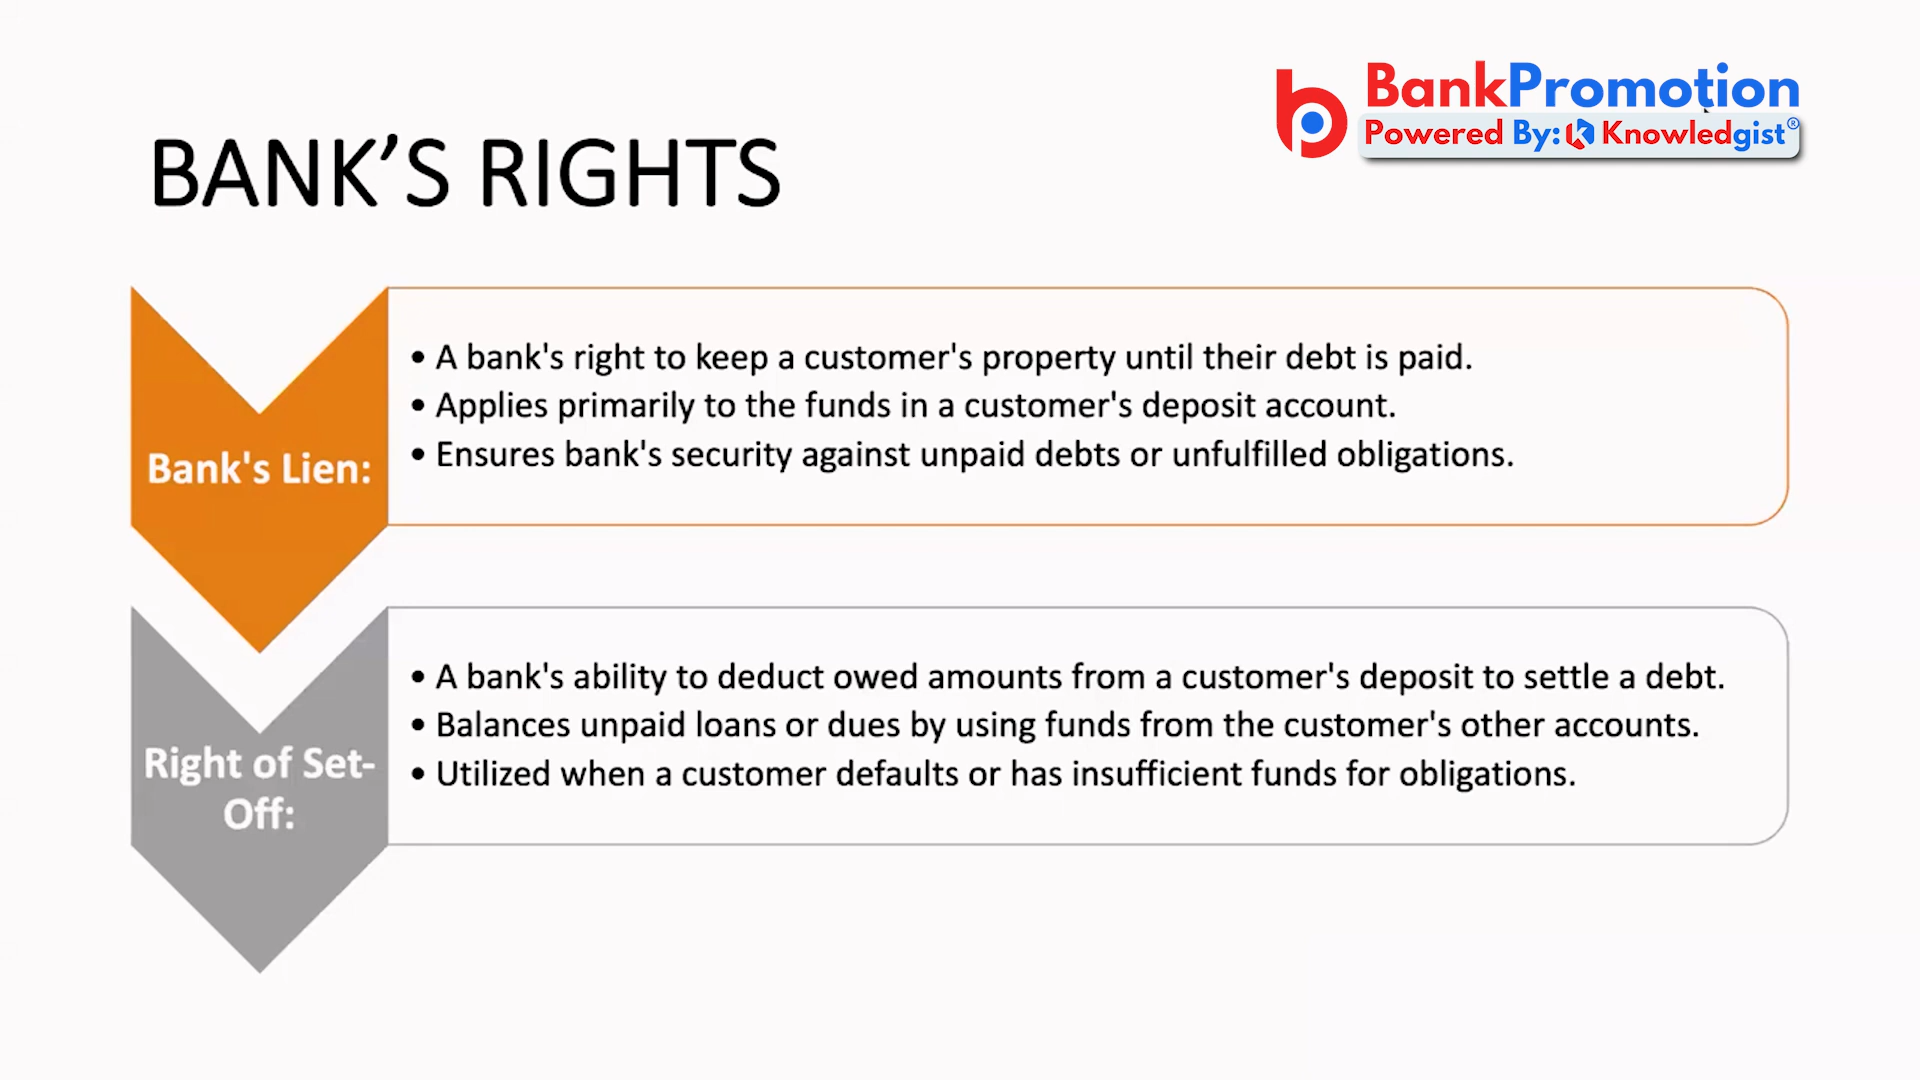 BankPromotion
Powered By: Knowledgist®
BANK’S RIGHTS
Bank's Lien:
• A bank's right to keep a customer's property until their debt is paid.
• Applies primarily to the funds in a customer's deposit account.
• Ensures bank's security against unpaid debts or unfulfilled obligations.
Right of Set-
Off:
• A bank's ability to deduct owed amounts from a customer's deposit to settle a debt.
• Balances unpaid loans or dues by using funds from the customer's other accounts.
• Utilized when a customer defaults or has insufficient funds for obligations.